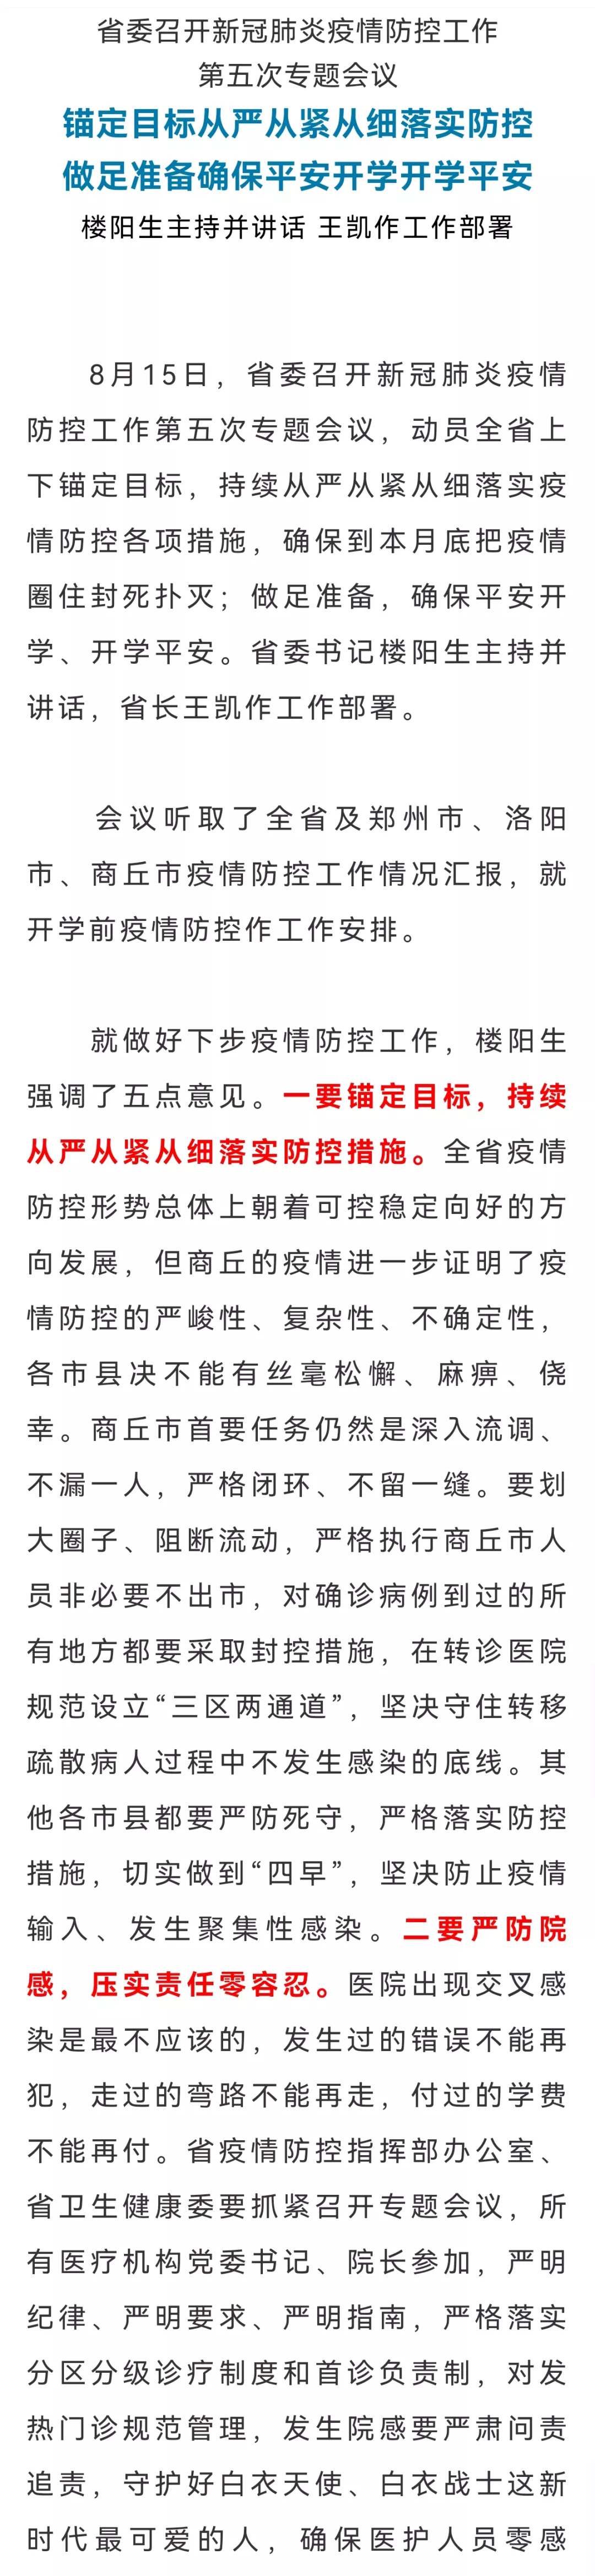 省委召开新冠肺炎疫情防控工作
第五次专题会议
锚定目标从严从紧从细落实防控
做足准备确保平安开学开学平安
楼阳生主持并讲话 王凯作工作部署
8月15日，省委召开新冠肺炎疫情
防控工作第五次专题会议，动员全省上
下锚定目标，持续从严从紧从细落实疫
情防控各项措施，确保到本月底把疫情
圈住封死扑灭；做足准备，确保平安开
学、开学平安。省委书记楼阳生主持并
讲话，省长王凯作工作部署。
会议听取了全省及郑州市、洛阳
市、商丘市疫情防控工作情况汇报，就
开学前疫情防控作工作安排。
就做好下步疫情防控工作，楼阳生
强调了五点意见。一要锚定目标，持续
从严从紧从细落实防控措施。全省疫情
防控形势总体上朝着可控稳定向好的方
向发展，但商丘的疫情进一步证明了疫
情防控的严峻性、复杂性、不确定性，
各市县决不能有丝毫松懈、麻痹、侥
幸。商丘市首要任务仍然是深入流调、
不漏一人，严格闭环、不留一缝。要划
大圈子、阻断流动，严格执行商丘市人
员非必要不出市，对确诊病例到过的所
有地方都要采取封控措施，在转诊医院
规范设立“三区两通道”，坚决守住转移
疏散病人过程中不发生感染的底线。其
他各市县都要严防死守，严格落实防控
措施，切实做到“四早”，坚决防止疫情
输入、发生聚集性感染。二要严防院
感，压实责任零容忍。医院出现交叉感
染是最不应该的，发生过的错误不能再
犯，走过的弯路不能再走，付过的学费
不能再付。省疫情防控指挥部办公室、
省卫生健康委要抓紧召开专题会议，所
有医疗机构党委书记、院长参加，严明
纪律、严明要求、严明指南，严格落实
分区分级诊疗制度和首诊负责制，对发
热门诊规范管理，发生院感要严肃问责
追责，守护好白衣天使、白衣战士这新
时代最可爱的人，确保医护人员零感